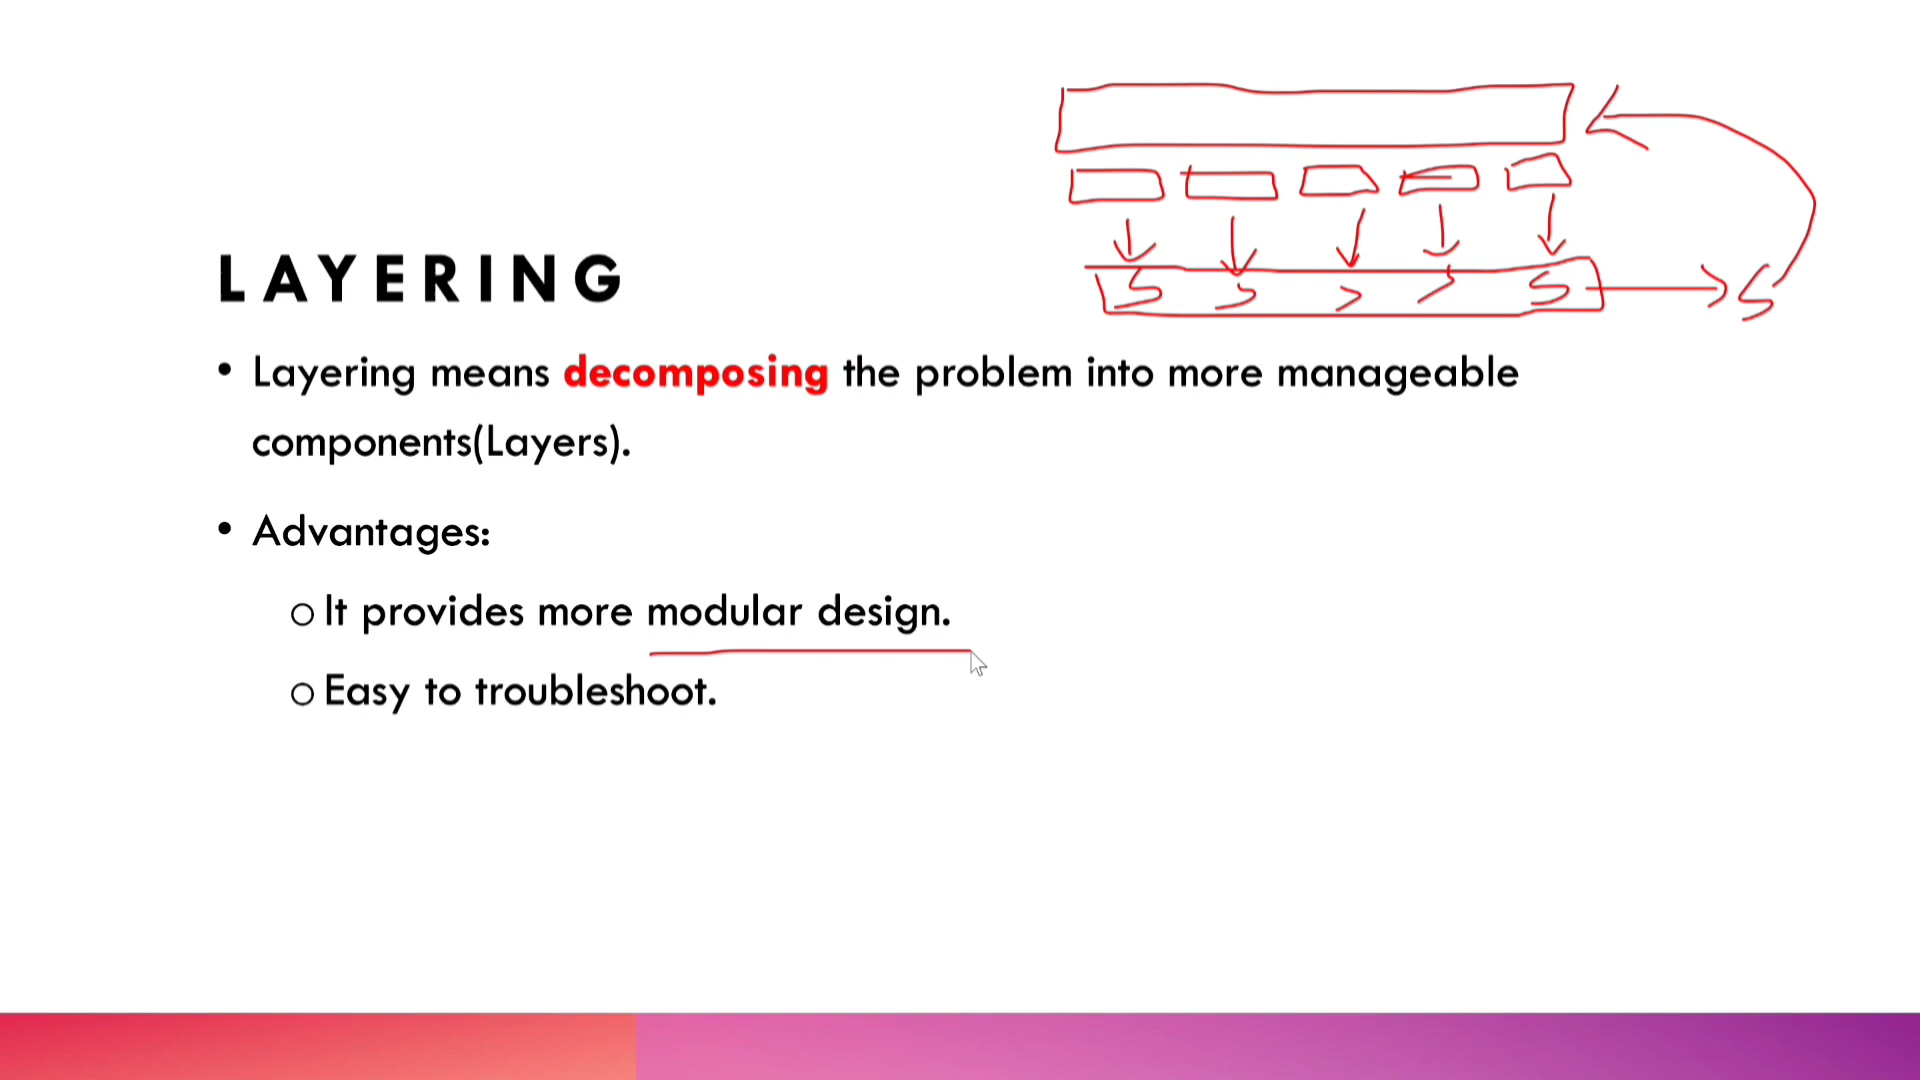 LAYERING
• Layering means decomposing the problem into more manageable
components(Layers).
• Advantages:
o It provides more modular design.
o Easy to troubleshoot.